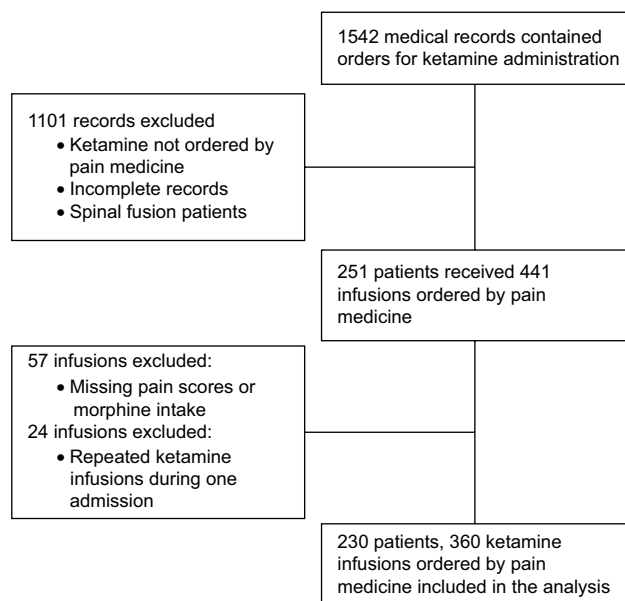 1542 medical records contained
orders for ketamine administration
1101 records excluded
• Ketamine not ordered by
pain medicine
• Incomplete records
• Spinal fusion patients
251 patients received 441
infusions ordered by pain
medicine
57 infusions excluded:
• Missing pain scores or
morphine intake
24 infusions excluded:
• Repeated ketamine
infusions during one
admission
230 patients, 360 ketamine
infusions ordered by pain
medicine included in the analysis